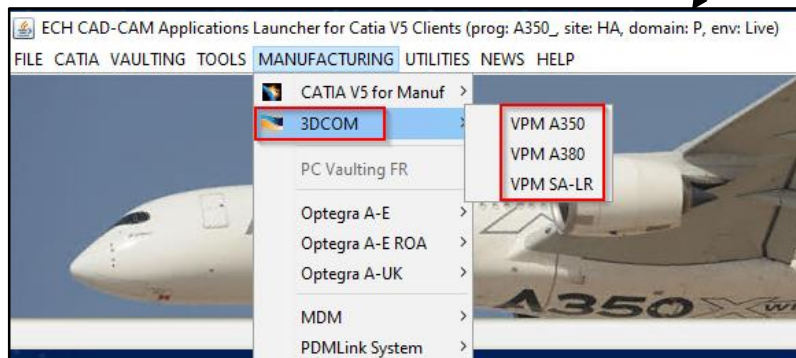 ECH CAD-CAM Applications Launcher for Catia V5 Clients (prog: A350_, site: HA, domain: P, env: Live)
FILE CATIA VAULTING TOOLS MANUFACTURING UTILITIES NEWS HELP
CATIA V5 for Manuf >
3DCOM
VPM A350
VPM A380
VPM SA-LR
PC Vaulting FR
Optegra A-E >
Optegra A-E ROA >
Optegra A-UK >
MDM >
PDMLink System >
A350 XW